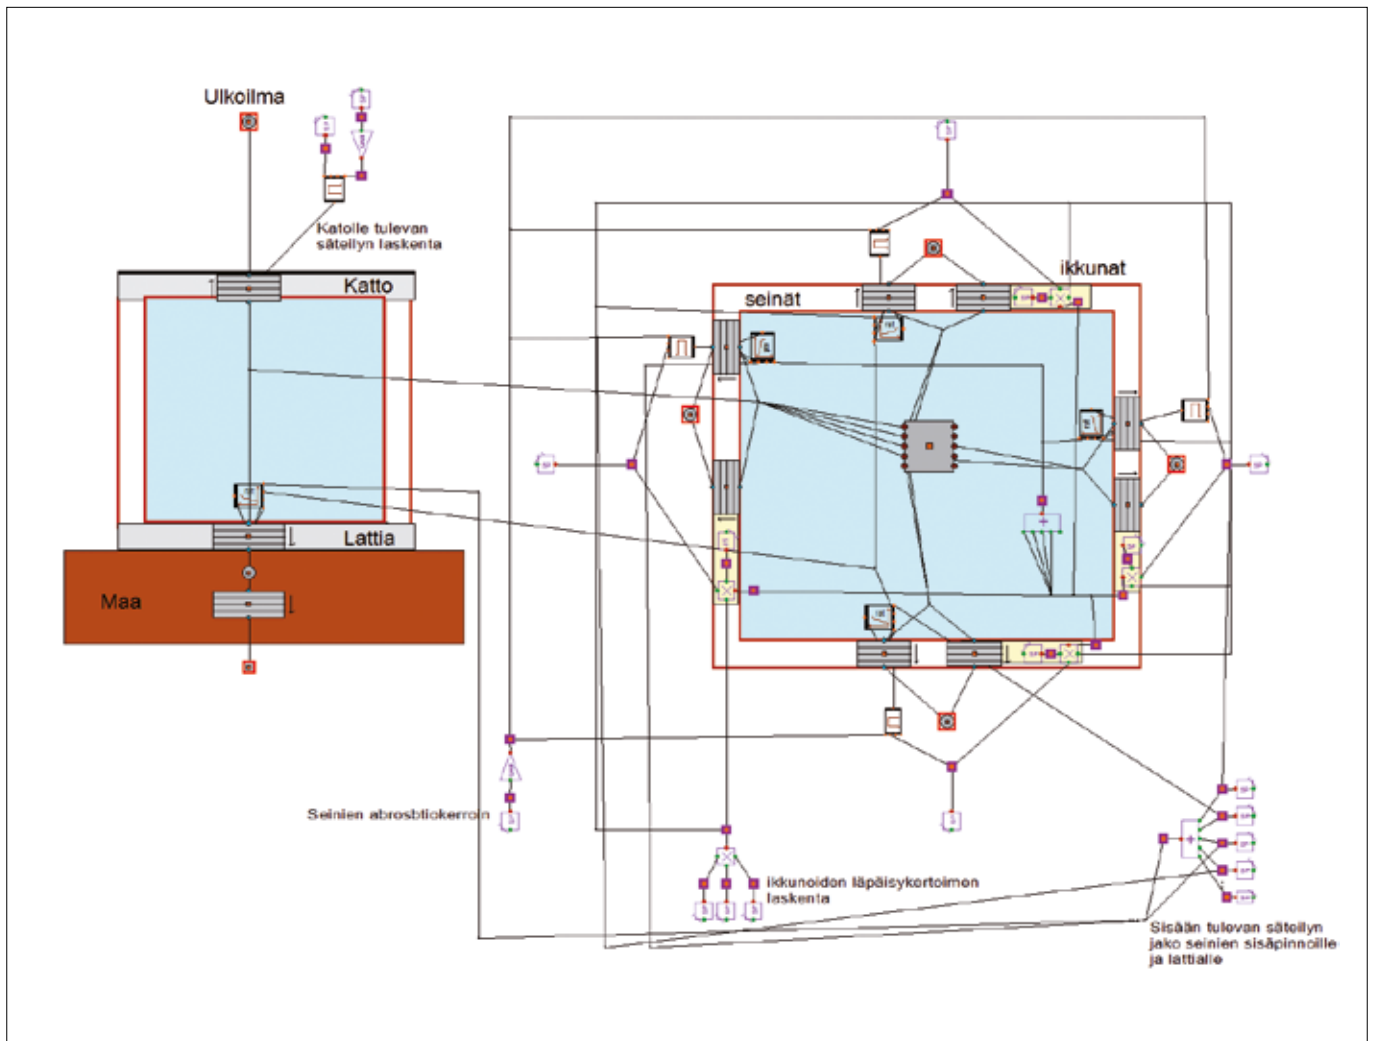 Ulkoilma
Katolle tulevan
säteilyn laskenta
Katto
Lattia
Maa
seinät
ikkunat
Seinien abrosbtiokerroin
ikkunoiden läpäisykertoimen
laskenta
Sisään tulevan säteilyn
jako seinien sisäpinnoille
ja lattialle